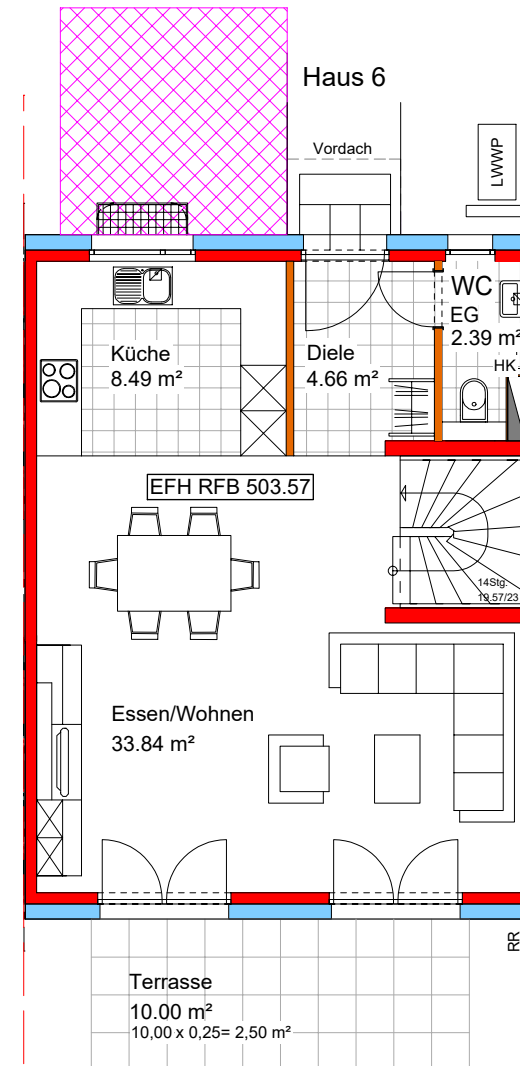 Haus 6
Vordach
LWWP
WC
EG
2.39 m²
HK
Küche
8.49 m²
Diele
4.66 m²
EFH RFB 503.57
14Stg.
19.57/23
Essen/Wohnen
33.84 m²
RR
Terrasse
10.00 m²
10,00 x 0,25= 2,50 m²